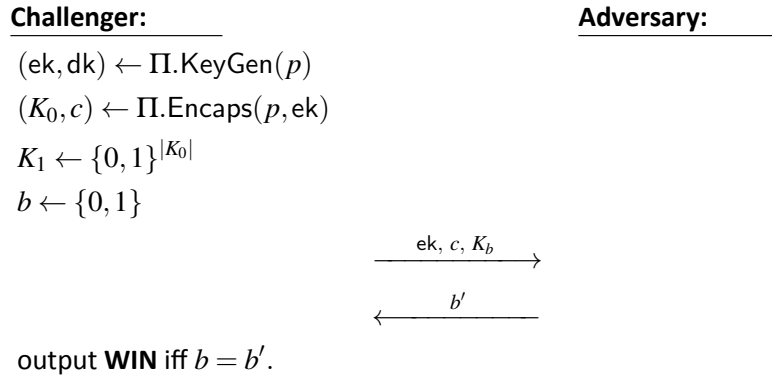 Challenger: Adversary:
(ek, dk) ← Π.KeyGen(p)
(K₀, c) ← Π.Encaps(p, ek)
K₁ ← {0, 1}^|K₀|
b ← {0, 1}
ek, c, K_b
b′
output WIN iff b = b′.